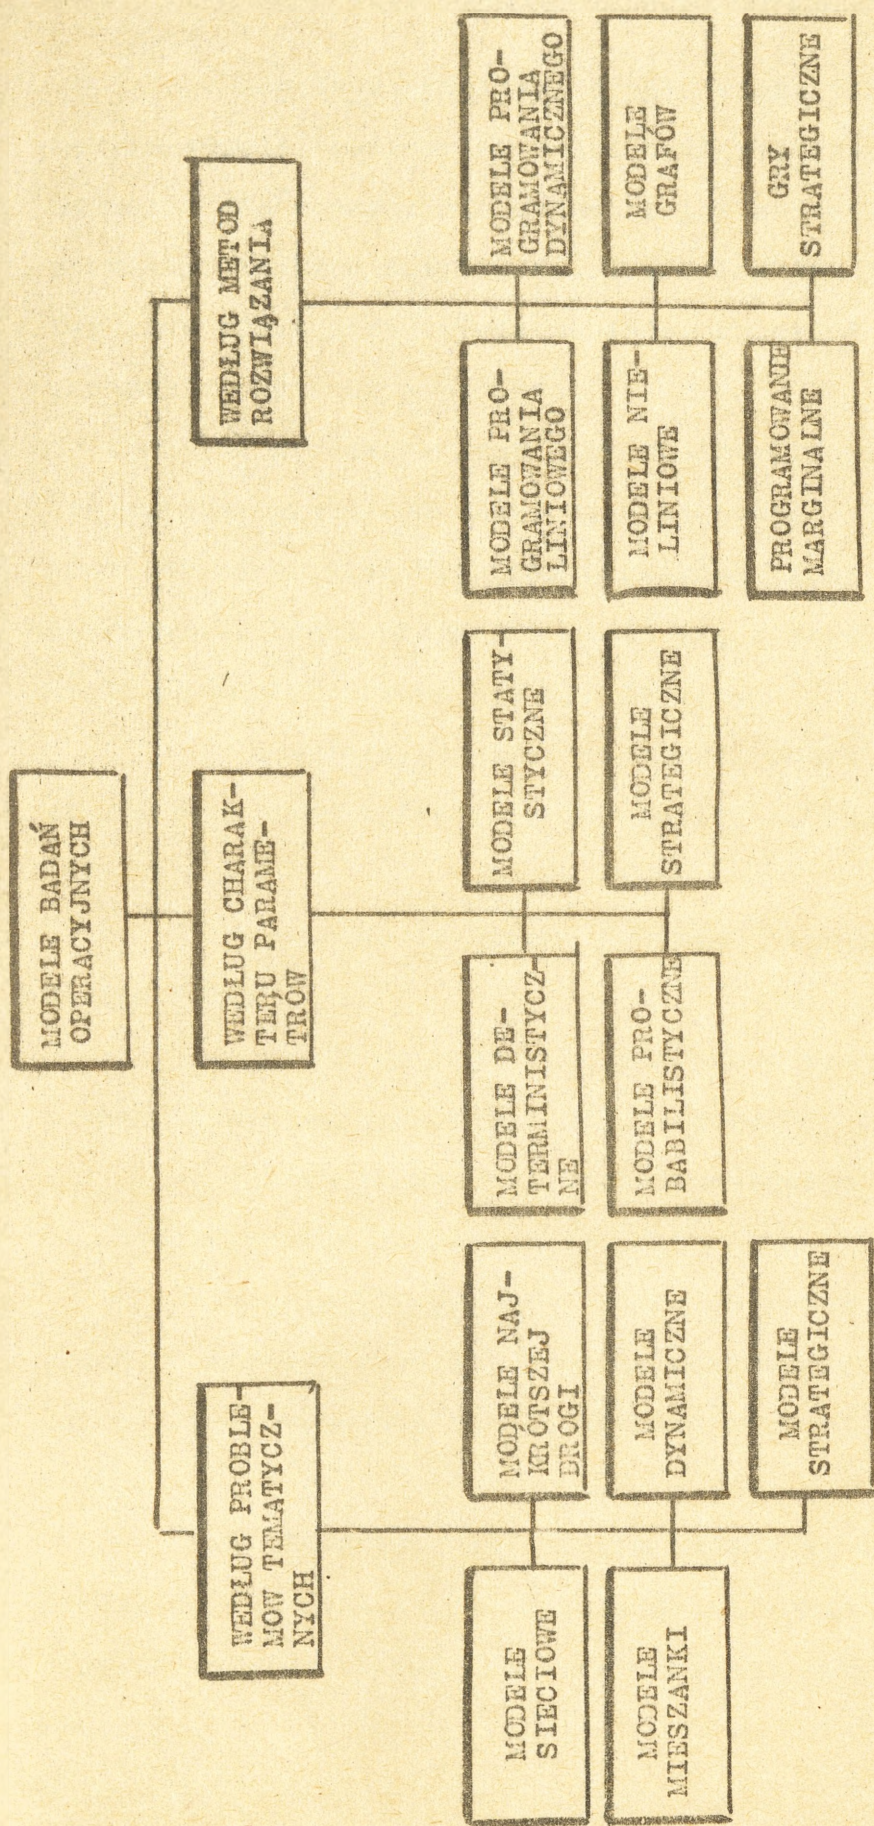 MODELE BADAŃ
OPERACYJNYCH
WEDŁUG PROBLE-
MOW TEMATYCZ-
NYCH
WEDŁUG CHARAK-
TERU PARAME-
TRÓW
WEDŁUG METOD
ROZWIĄZANIA
MODELE
SIECIOWE
MODELE NAJ-
KRÓTSZEJ
DROGI
MODELE
MIESZANKI
MODELE
DYNAMICZNE
MODELE
STRATEGICZNE
MODELE DE-
TERMINISTYCZ-
NE
MODELE STATY-
STYCZNE
MODELE PRO-
BABILISTYCZNE
MODELE
STRATEGICZNE
MODELE PRO-
GRAMOWANIA
LINIOWEGO
MODELE PRO-
GRAMOWANIA
DYNAMICZNEGO
MODELE NIE-
LINIOWE
MODELE
GRAFÓW
PROGRAMOWANIE
MARGINALNE
GRY
STRATEGICZNE